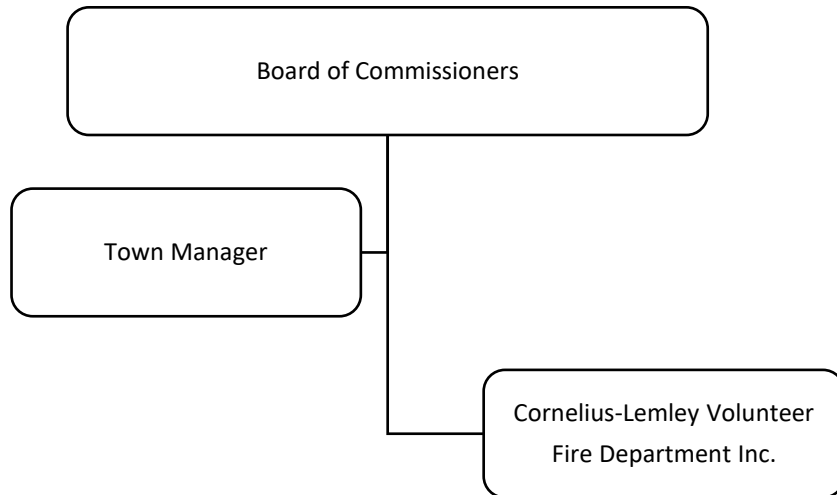 Board of Commissioners
Town Manager
Cornelius-Lemley Volunteer
Fire Department Inc.